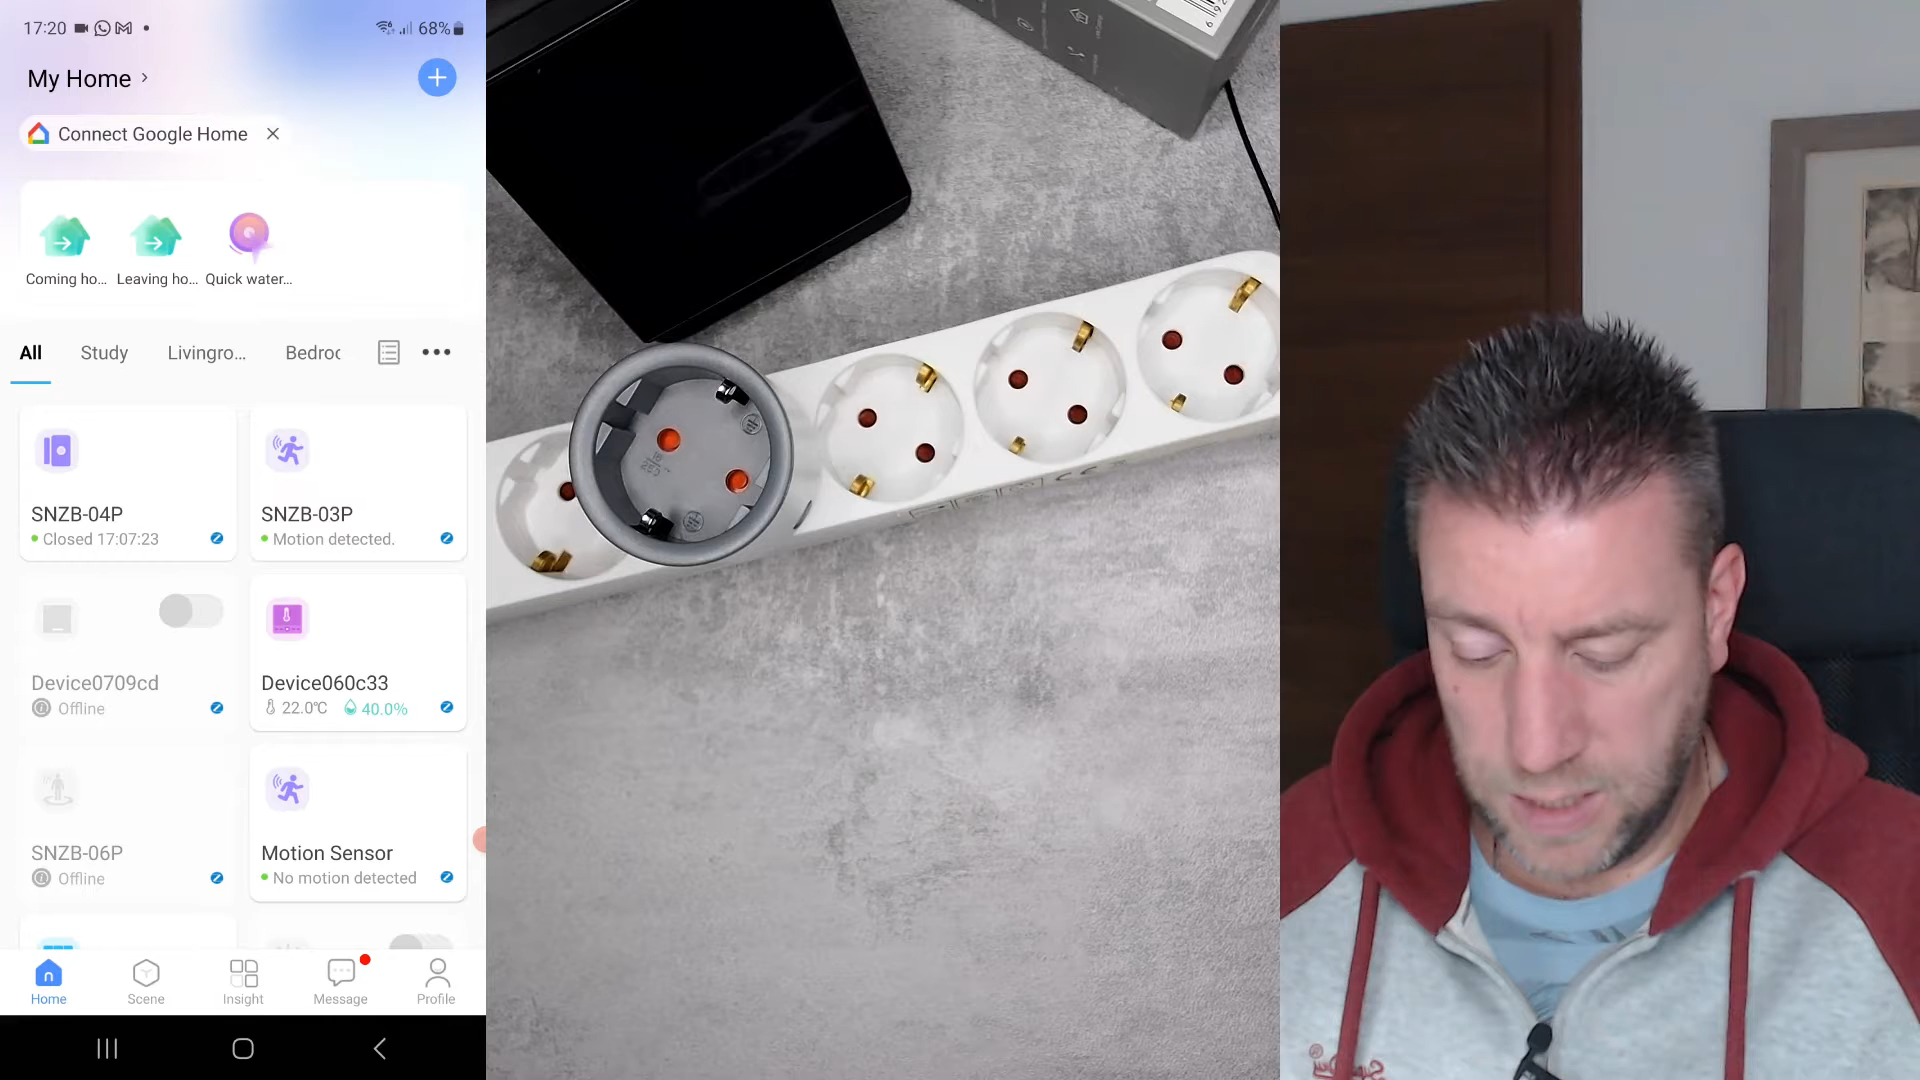 17:20
68%
My Home
Connect Google Home
Coming ho...
Leaving ho...
Quick water...
All
Study
Livingro...
Bedroc
SNZB-04P
Closed 17:07:23
SNZB-03P
Motion detected.
Device0709cd
Offline
Device060c33
22.0°C
40.0%
SNZB-06P
Offline
Motion Sensor
No motion detected
Home
Scene
Insight
Message
Profile
16
250 ~